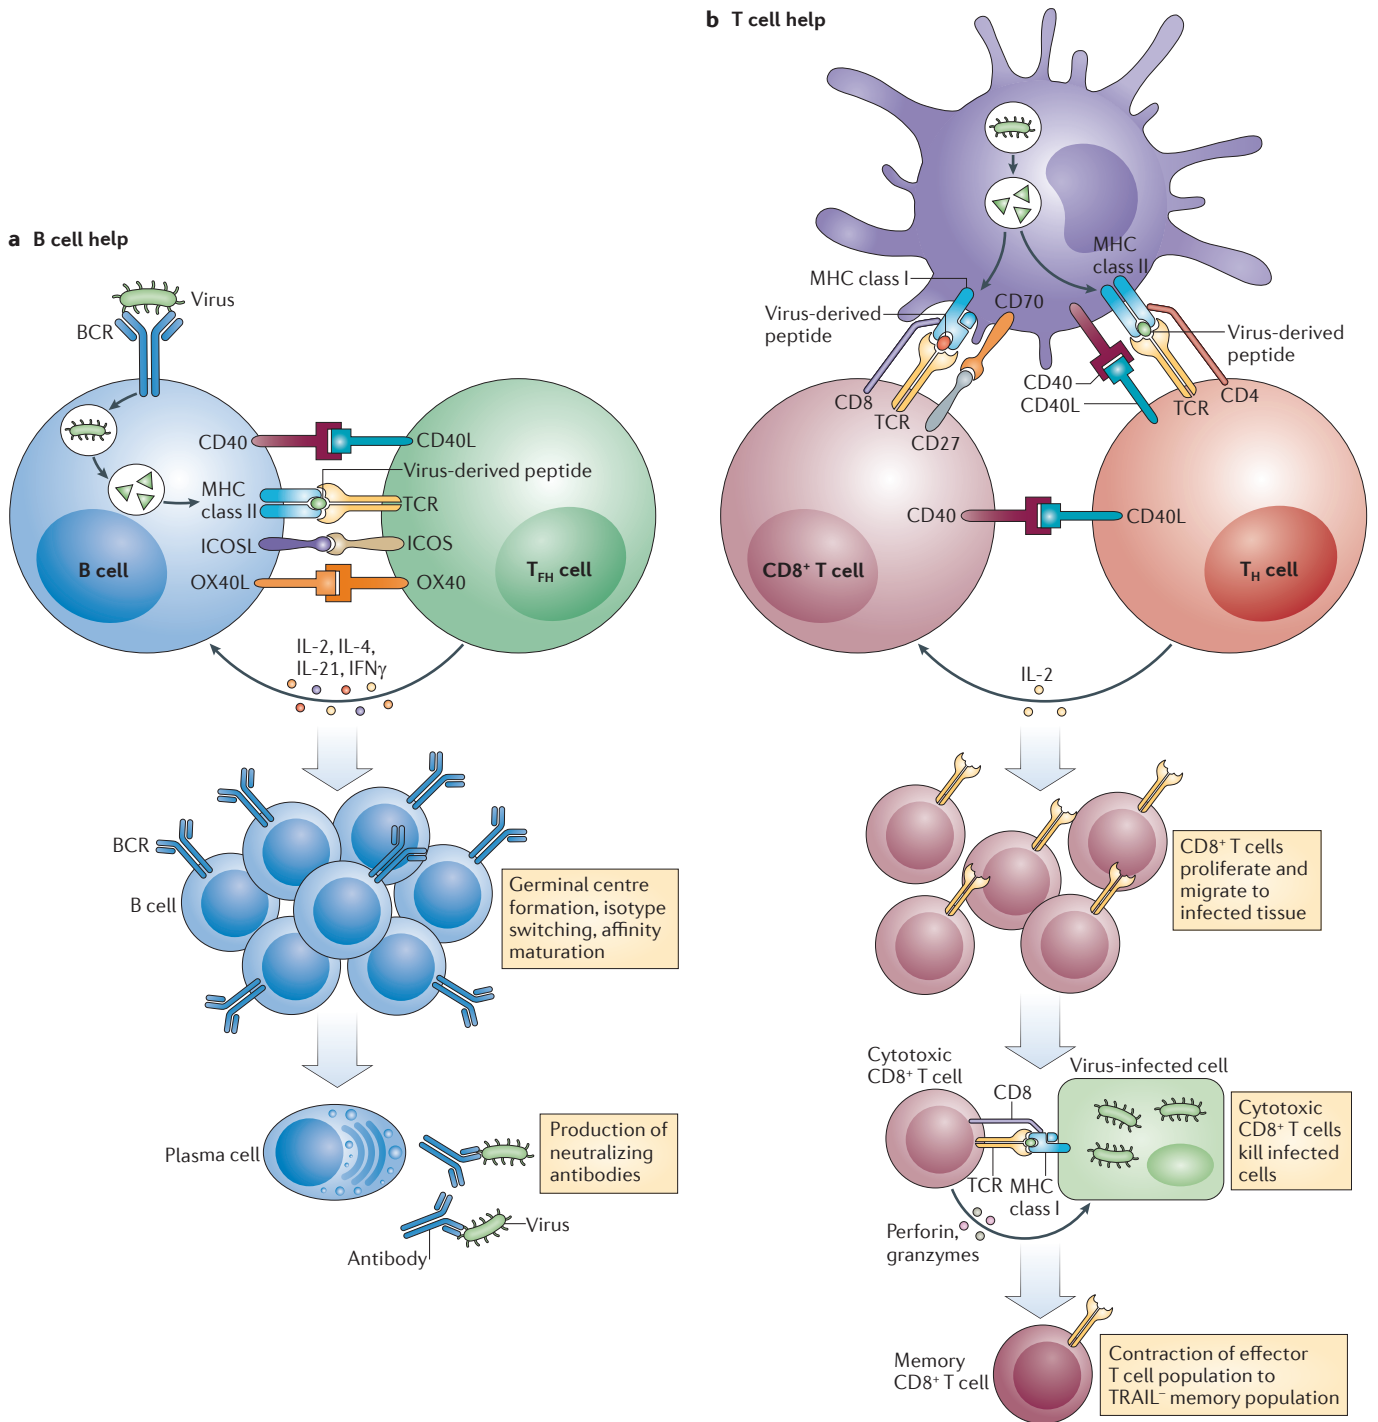 a B cell help
Virus
BCR
CD40
CD40L
Virus-derived peptide
MHC
class II
TCR
ICOSL
ICOS
B cell
TFH cell
OX40L
OX40
IL-2, IL-4,
IL-21, IFNγ
BCR
B cell
Germinal centre
formation, isotype
switching, affinity
maturation
Plasma cell
Production of
neutralizing
antibodies
Virus
Antibody
b T cell help
MHC
class II
MHC class I
CD70
Virus-derived
peptide
Virus-derived
peptide
CD40
CD40L
CD8
TCR
CD27
TCR
CD4
CD40
CD40L
CD8⁺ T cell
TH cell
IL-2
CD8⁺ T cells
proliferate and
migrate to
infected tissue
Cytotoxic
CD8⁺ T cell
Virus-infected cell
CD8
TCR
MHC
class I
Cytotoxic
CD8⁺ T cells
kill infected
cells
Perforin,
granzymes
Memory
CD8⁺ T cell
Contraction of effector
T cell population to
TRAIL⁻ memory population